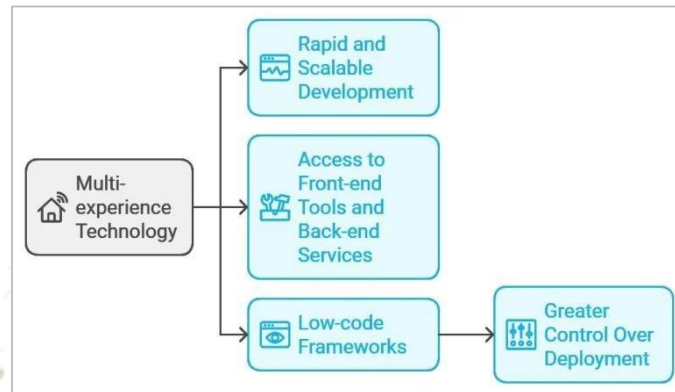 Rapid and
Scalable
Development
Multi-
experience
Technology
Access to
Front-end
Tools and
Back-end
Services
Low-code
Frameworks
Greater
Control Over
Deployment